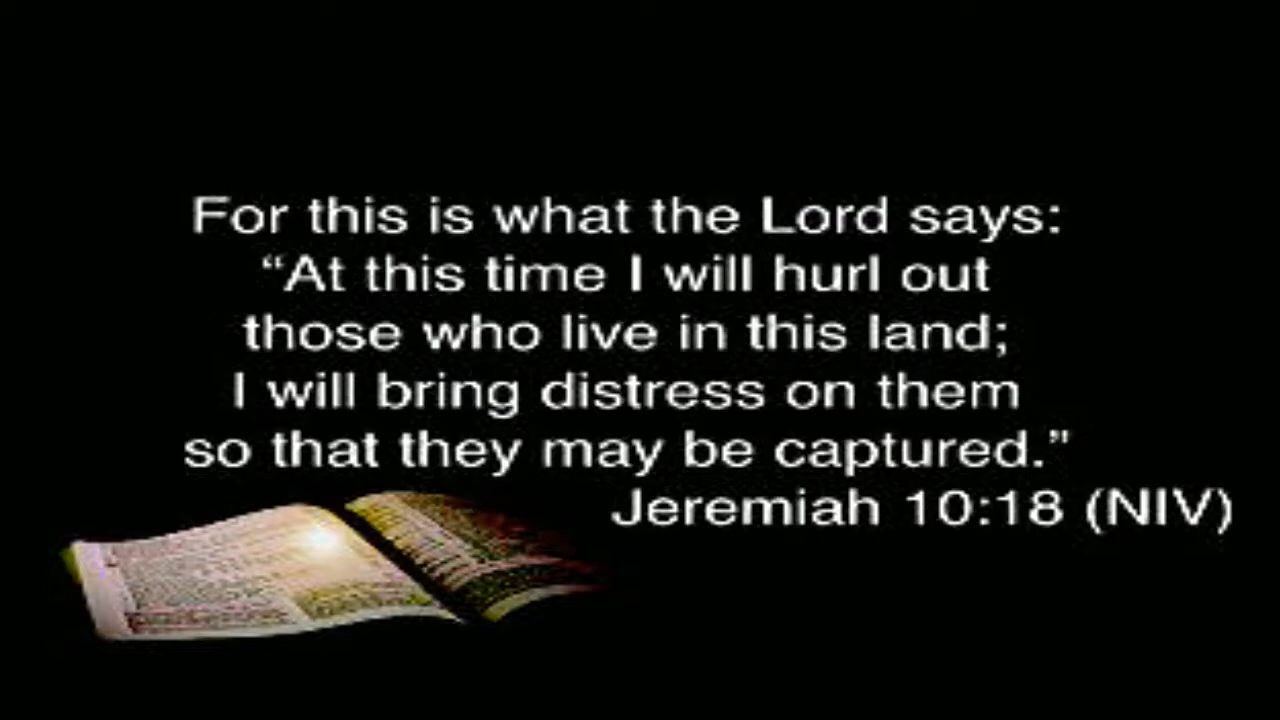 For this is what the Lord says:
“At this time I will hurl out
those who live in this land;
I will bring distress on them
so that they may be captured.”
Jeremiah 10:18 (NIV)